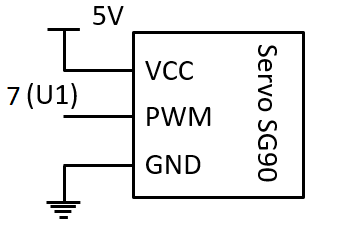 5V
VCC
7 (U1)
PWM
GND
Servo SG90